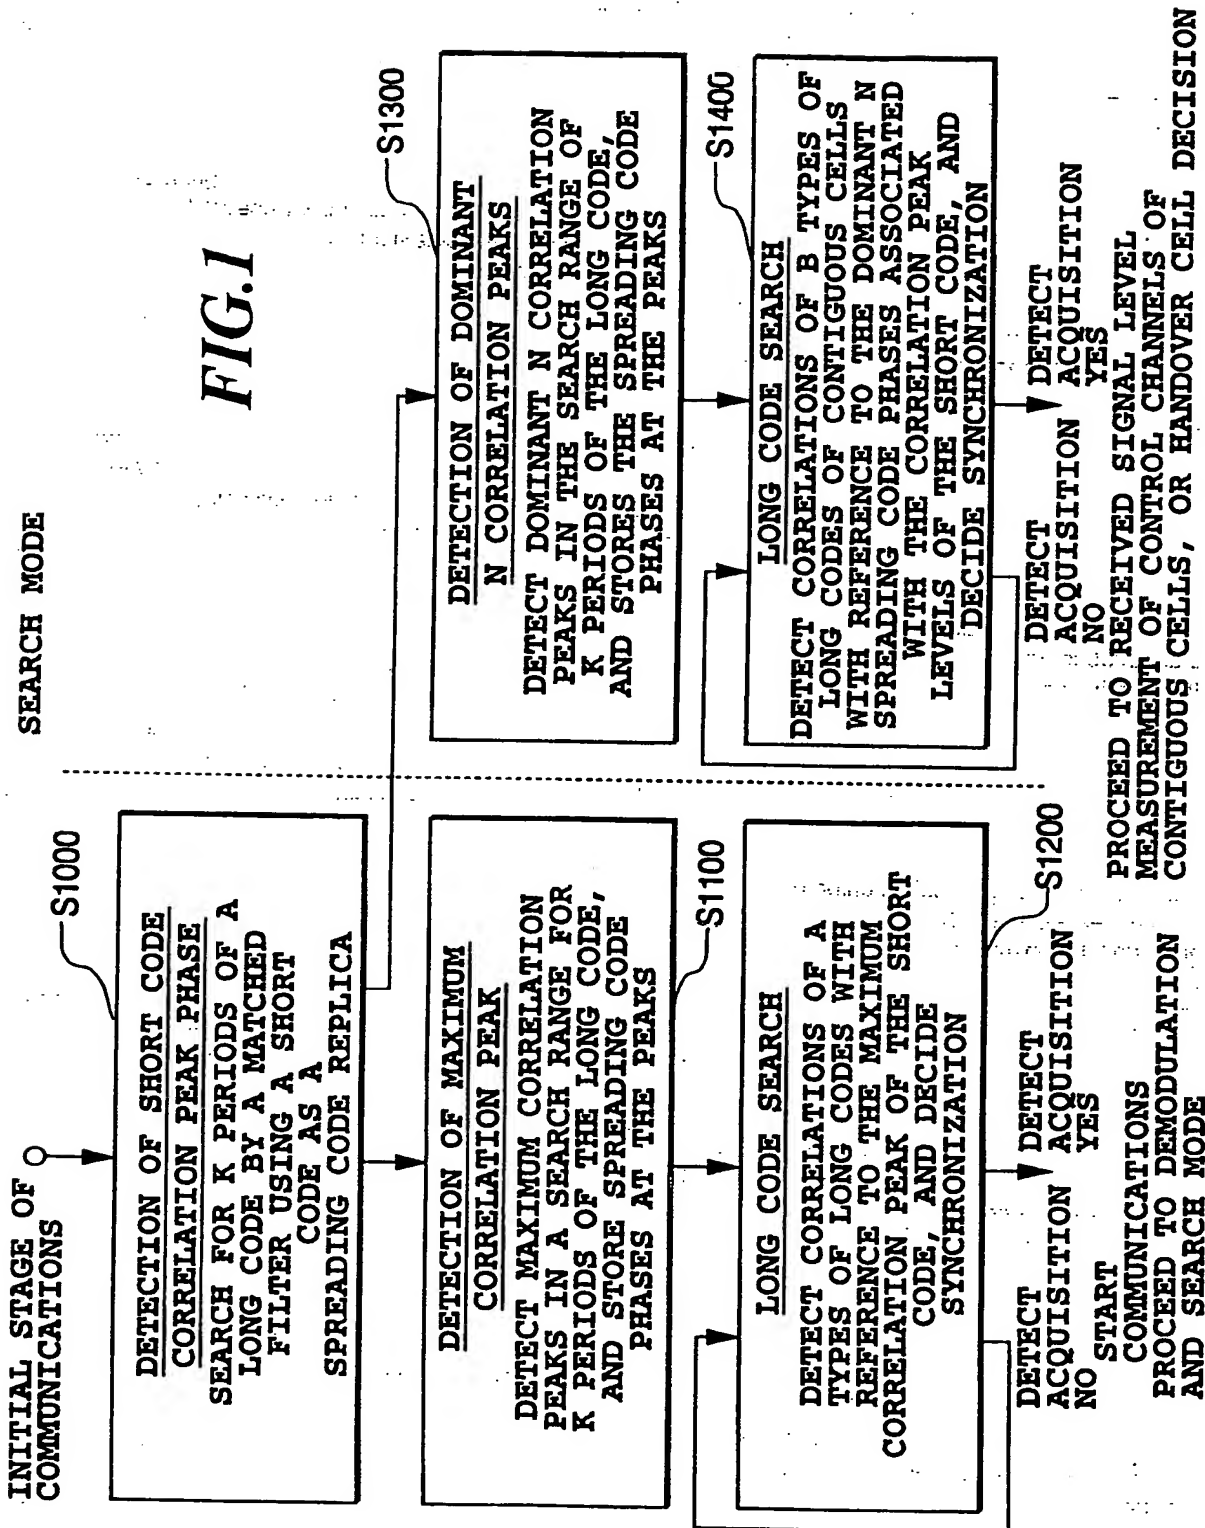 FIG.1
INITIAL STAGE OF
COMMUNICATIONS
S1000
DETECTION OF SHORT CODE
CORRELATION PEAK PHASE
SEARCH FOR K PERIODS OF A
LONG CODE BY A MATCHED
FILTER USING A SHORT
CODE AS A
SPREADING CODE REPLICA
DETECTION OF MAXIMUM
CORRELATION PEAK
DETECT MAXIMUM CORRELATION
PEAKS IN A SEARCH RANGE FOR
K PERIODS OF THE LONG CODE,
AND STORE SPREADING CODE
PHASES AT THE PEAKS
S1100
LONG CODE SEARCH
DETECT CORRELATIONS OF A
TYPES OF LONG CODES WITH
REFERENCE TO THE MAXIMUM
CORRELATION PEAK OF THE SHORT
CODE, AND DECIDE
SYNCHRONIZATION
S1200
DETECT
ACQUISITION
NO
DETECT
ACQUISITION
YES
START
COMMUNICATIONS
PROCEED TO DEMODULATION
AND SEARCH MODE
SEARCH MODE
S1300
DETECTION OF DOMINANT
N CORRELATION PEAKS
DETECT DOMINANT N CORRELATION
PEAKS IN THE SEARCH RANGE OF
K PERIODS OF THE LONG CODE,
AND STORES THE SPREADING CODE
PHASES AT THE PEAKS
S1400
LONG CODE SEARCH
DETECT CORRELATIONS OF B TYPES OF
LONG CODES OF CONTIGUOUS CELLS
WITH REFERENCE TO THE DOMINANT N
SPREADING CODE PHASES ASSOCIATED
WITH THE CORRELATION PEAK
LEVELS OF THE SHORT CODE, AND
DECIDE SYNCHRONIZATION
DETECT
ACQUISITION
NO
DETECT
ACQUISITION
YES
PROCEED TO RECEIVED SIGNAL LEVEL
MEASUREMENT OF CONTROL CHANNELS OF
CONTIGUOUS CELLS, OR HANDOVER CELL DECISION